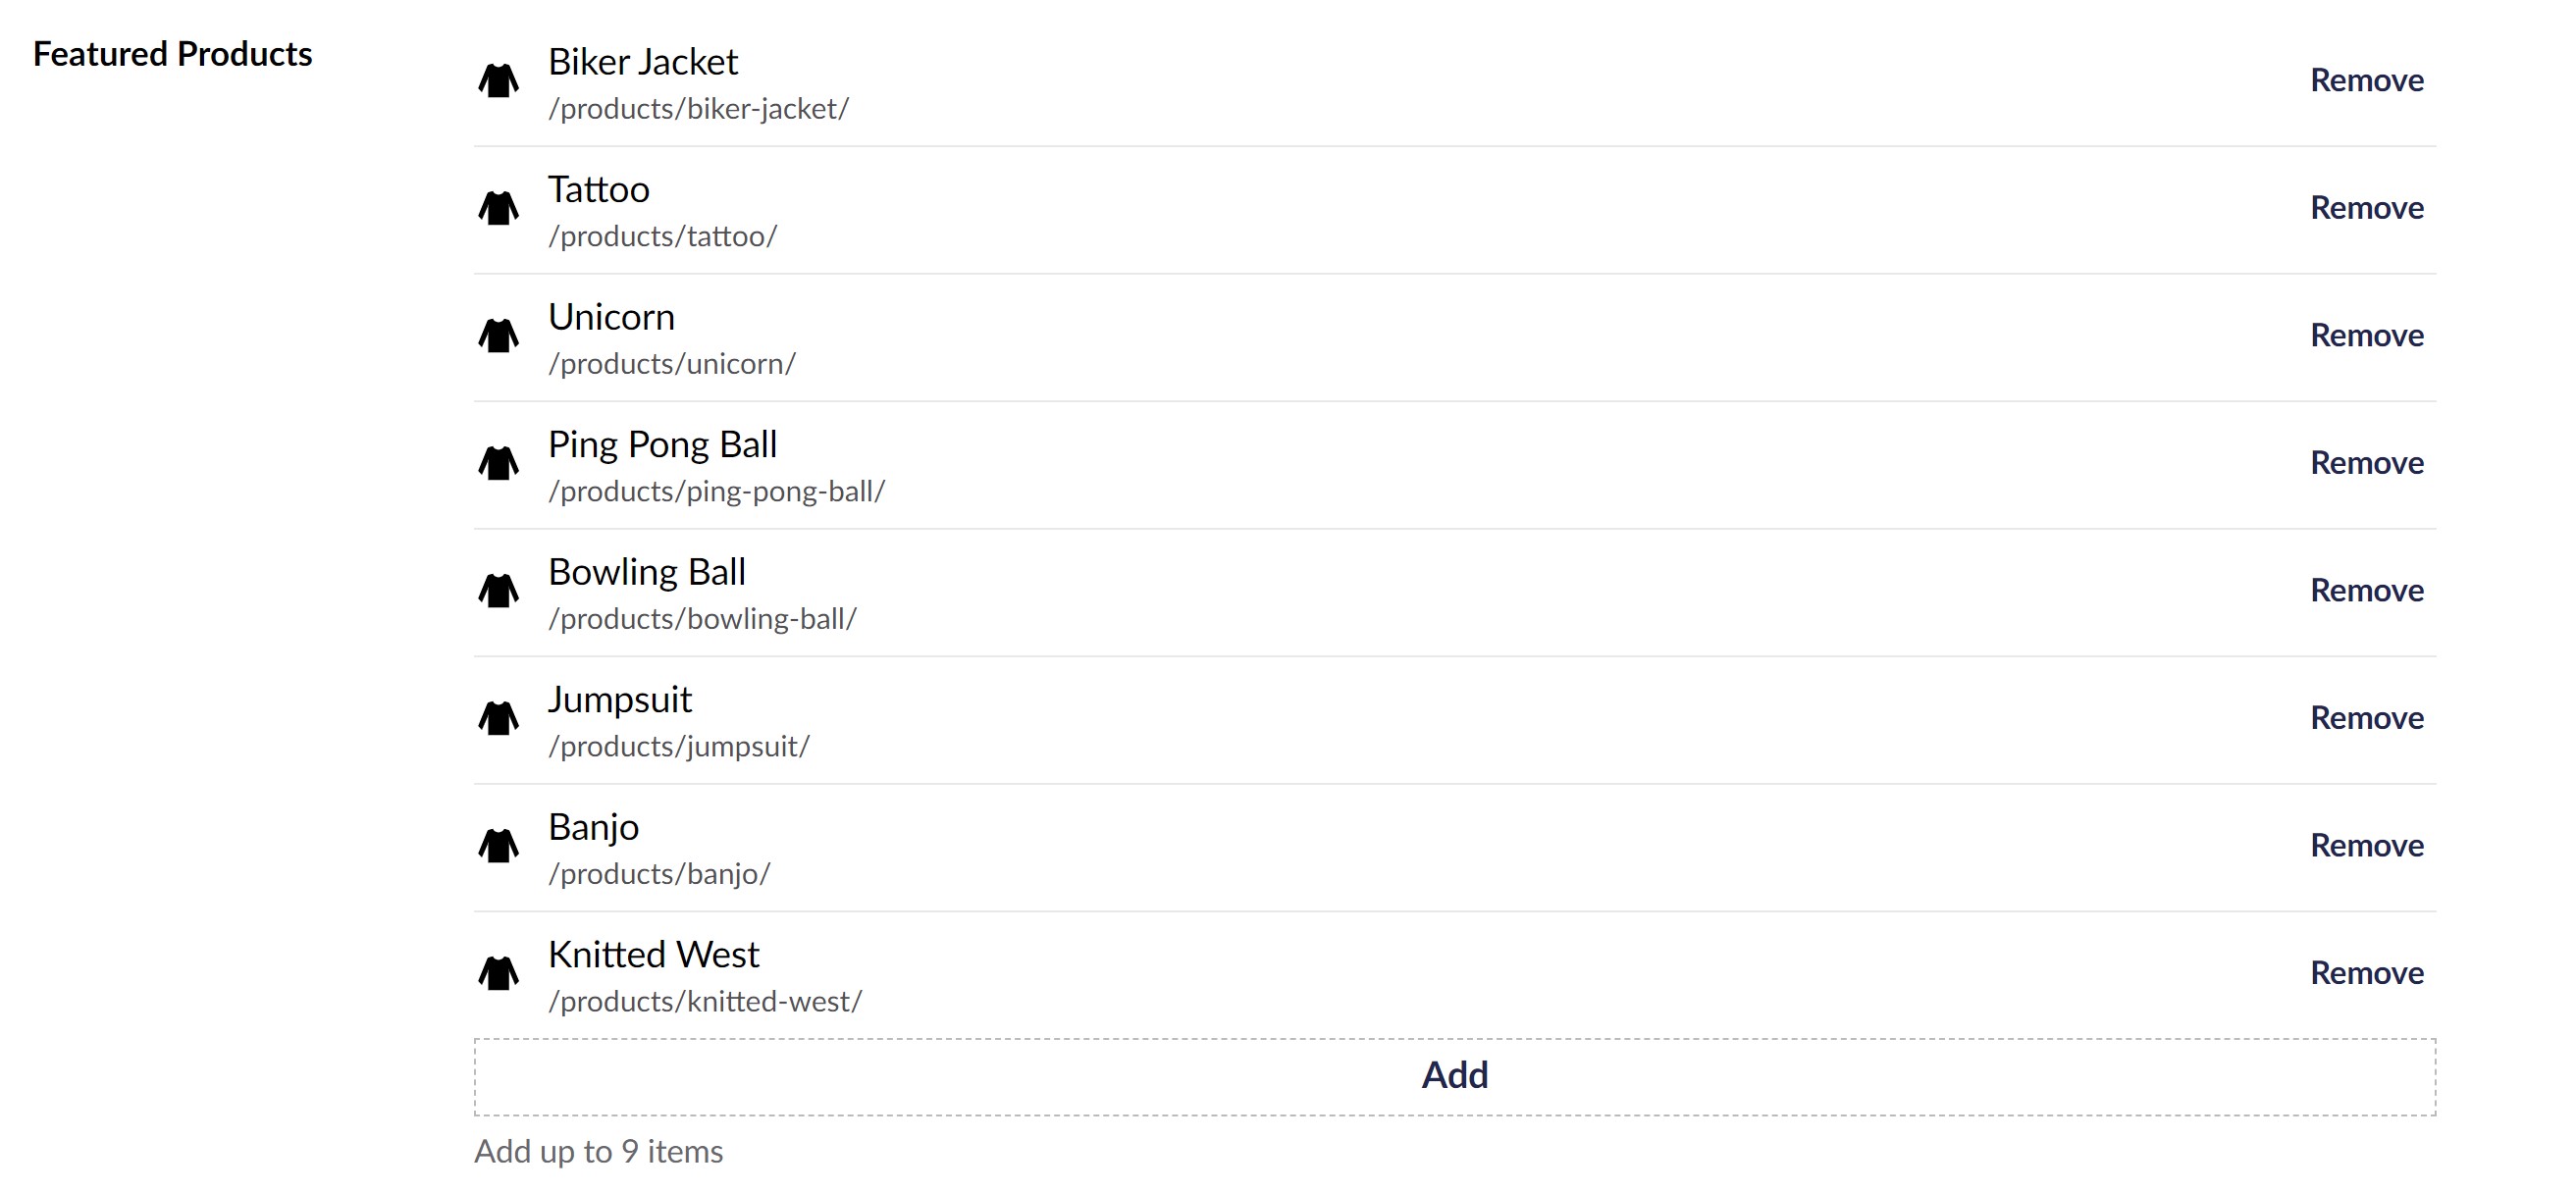 Featured Products
Biker Jacket
/products/biker-jacket/
Remove
Tattoo
/products/tattoo/
Remove
Unicorn
/products/unicorn/
Remove
Ping Pong Ball
/products/ping-pong-ball/
Remove
Bowling Ball
/products/bowling-ball/
Remove
Jumpsuit
/products/jumpsuit/
Remove
Banjo
/products/banjo/
Remove
Knitted West
/products/knitted-west/
Remove
Add
Add up to 9 items